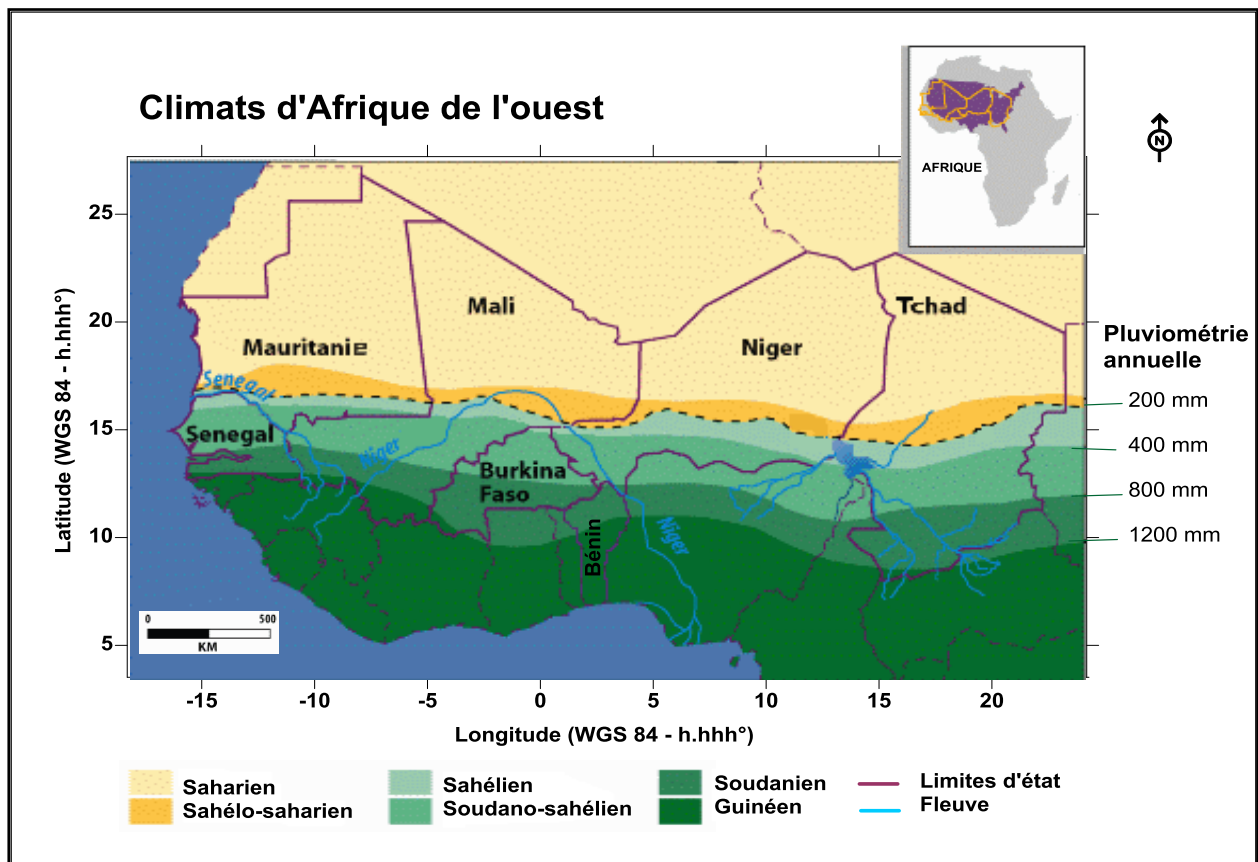 Climats d'Afrique de l'ouest
AFRIQUE
N
Latitude (WGS 84 - h.hhh°)
25
20
15
10
5
Mali
Tchad
Mauritanie
Niger
Senegal
Senegal
Niger
Burkina
Faso
Bénin
Niger
Pluviométrie
annuelle
200 mm
400 mm
800 mm
1200 mm
0 500
KM
-15 -10 -5 0 5 10 15 20
Longitude (WGS 84 - h.hhh°)
Saharien
Sahélo-saharien
Sahélien
Soudano-sahélien
Soudanien
Guinéen
Limites d'état
Fleuve